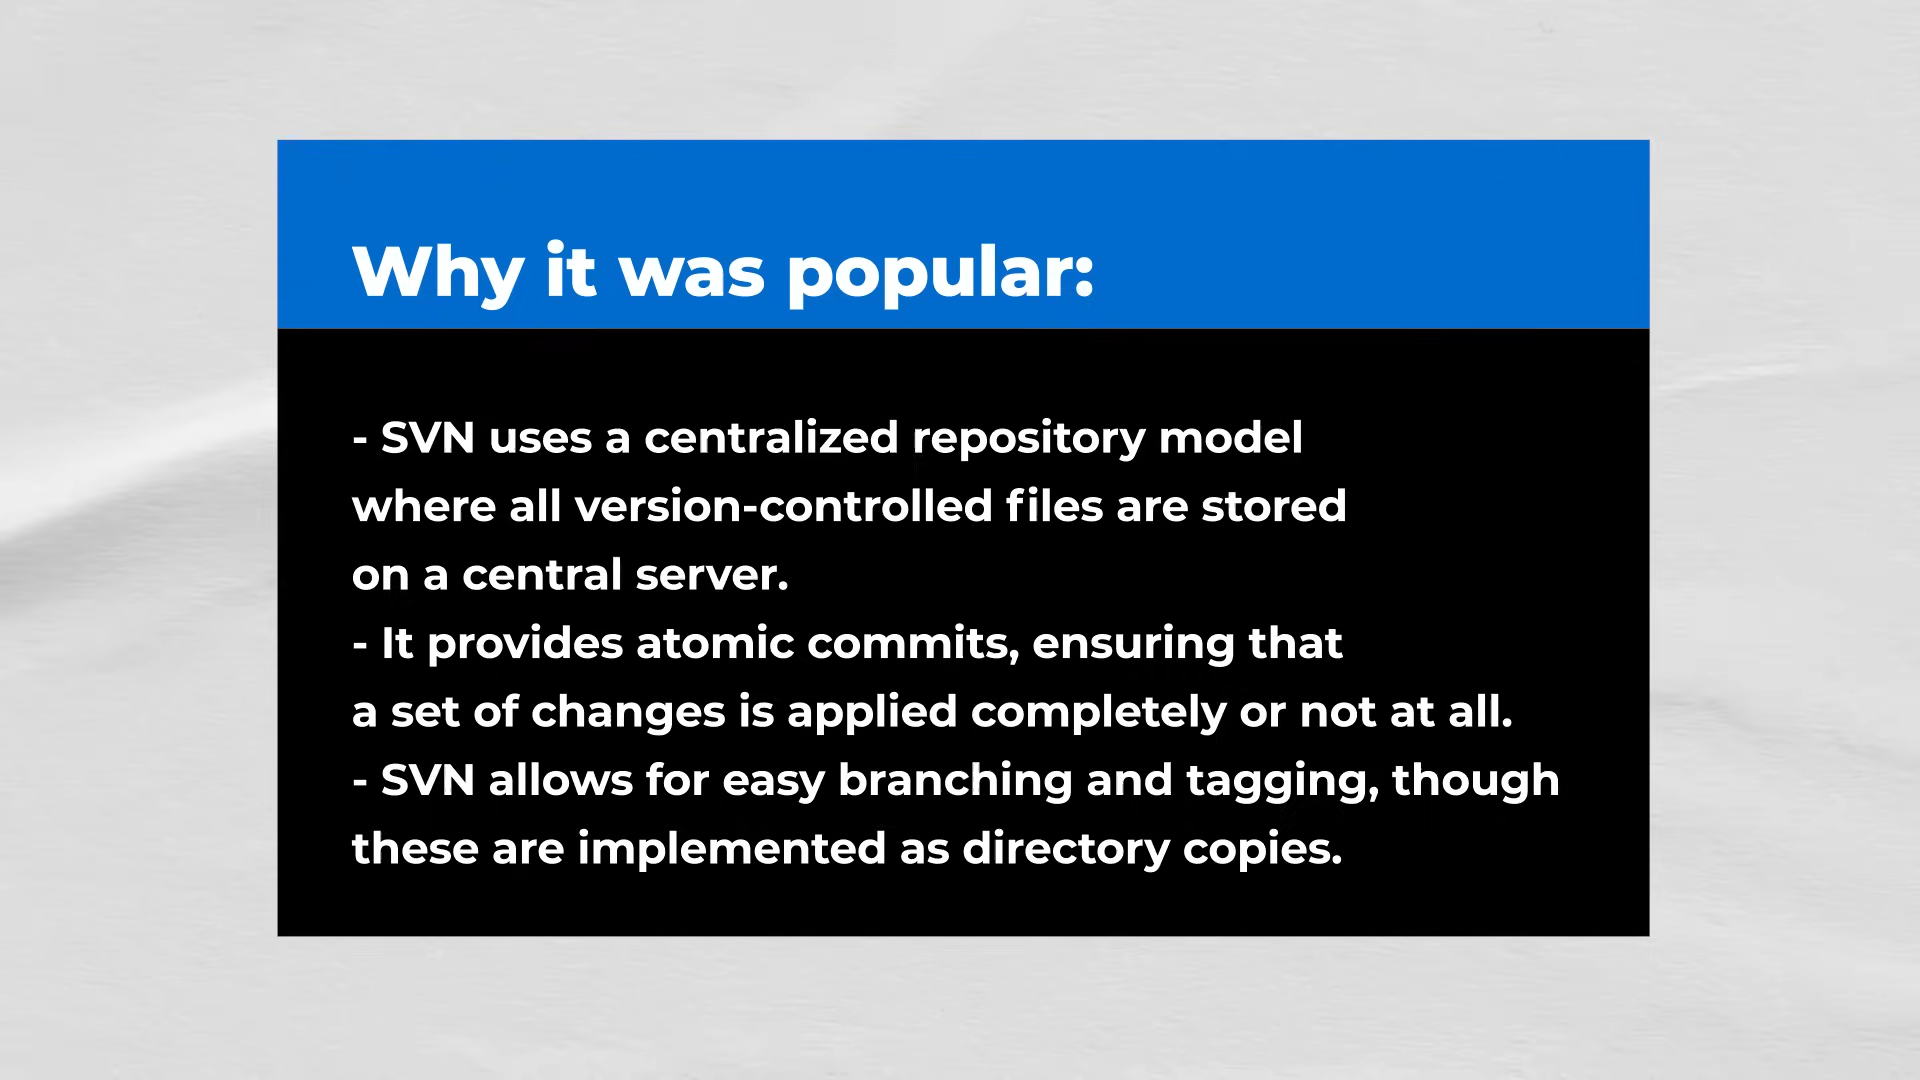 Why it was popular:
- SVN uses a centralized repository model
where all version-controlled files are stored
on a central server.
- It provides atomic commits, ensuring that
a set of changes is applied completely or not at all.
- SVN allows for easy branching and tagging, though
these are implemented as directory copies.